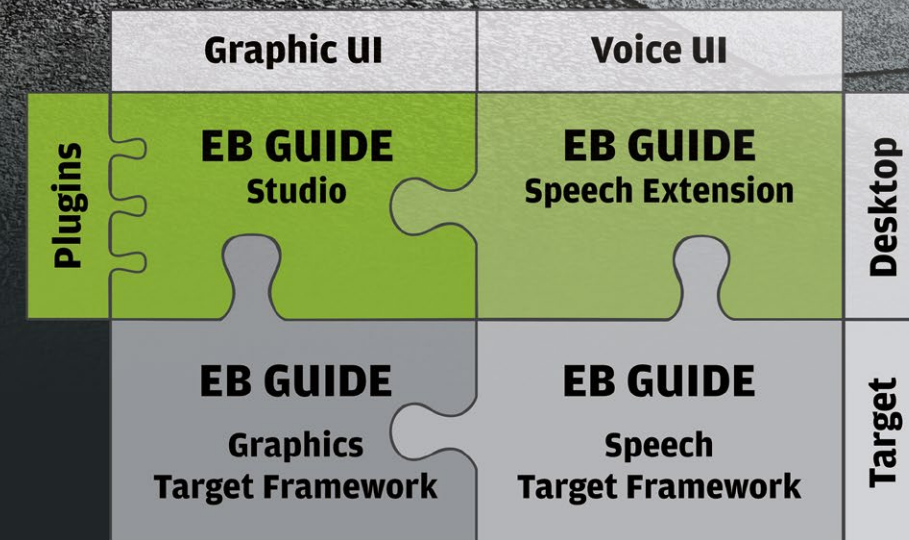 Graphic UI
Voice UI
Plugins
EB GUIDE
Studio
EB GUIDE
Speech Extension
Desktop
EB GUIDE
Graphics
Target Framework
EB GUIDE
Speech
Target Framework
Target